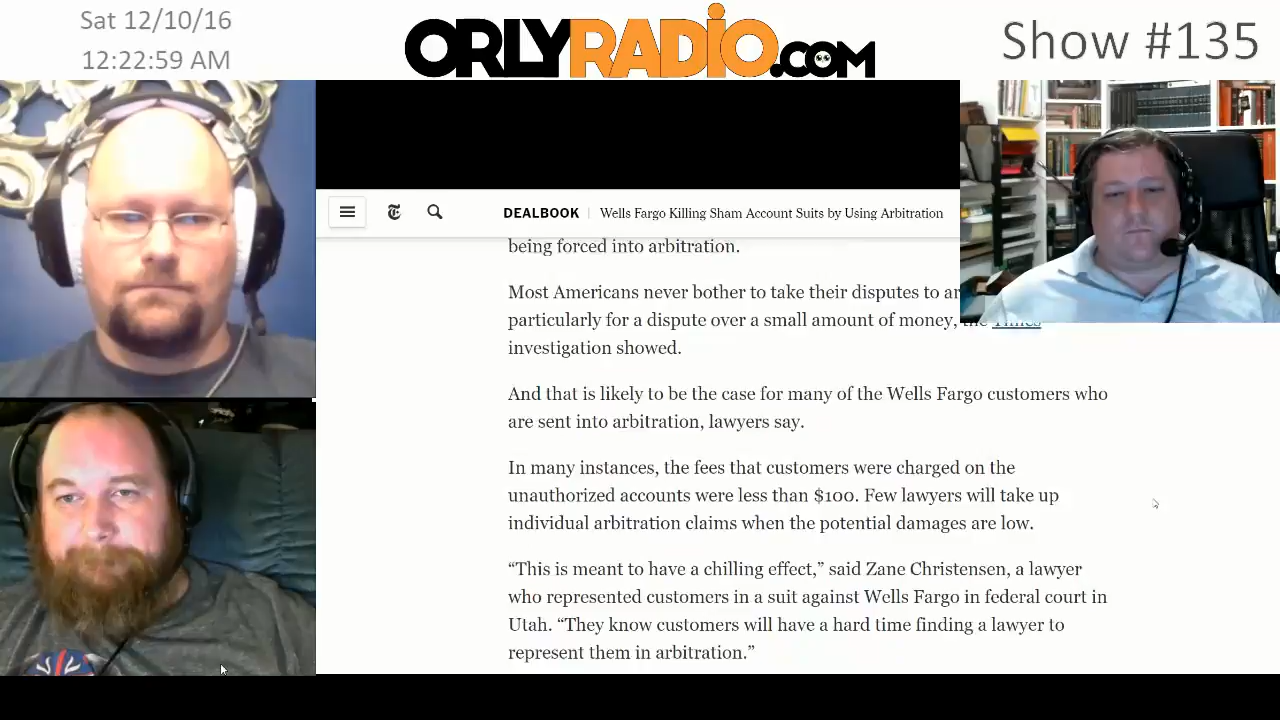 Sat 12/10/16
12:22:59 AM
ORLYRADIO.COM
Show #135
DEALBOOK | Wells Fargo Killing Sham Account Suits by Using Arbitration
being forced into arbitration.
Most Americans never bother to take their disputes to
particularly for a dispute over a small amount of money, the Times
investigation showed.
And that is likely to be the case for many of the Wells Fargo customers who
are sent into arbitration, lawyers say.
In many instances, the fees that customers were charged on the
unauthorized accounts were less than $100. Few lawyers will take up
individual arbitration claims when the potential damages are low.
“This is meant to have a chilling effect,” said Zane Christensen, a lawyer
who represented customers in a suit against Wells Fargo in federal court in
Utah. “They know customers will have a hard time finding a lawyer to
represent them in arbitration.”